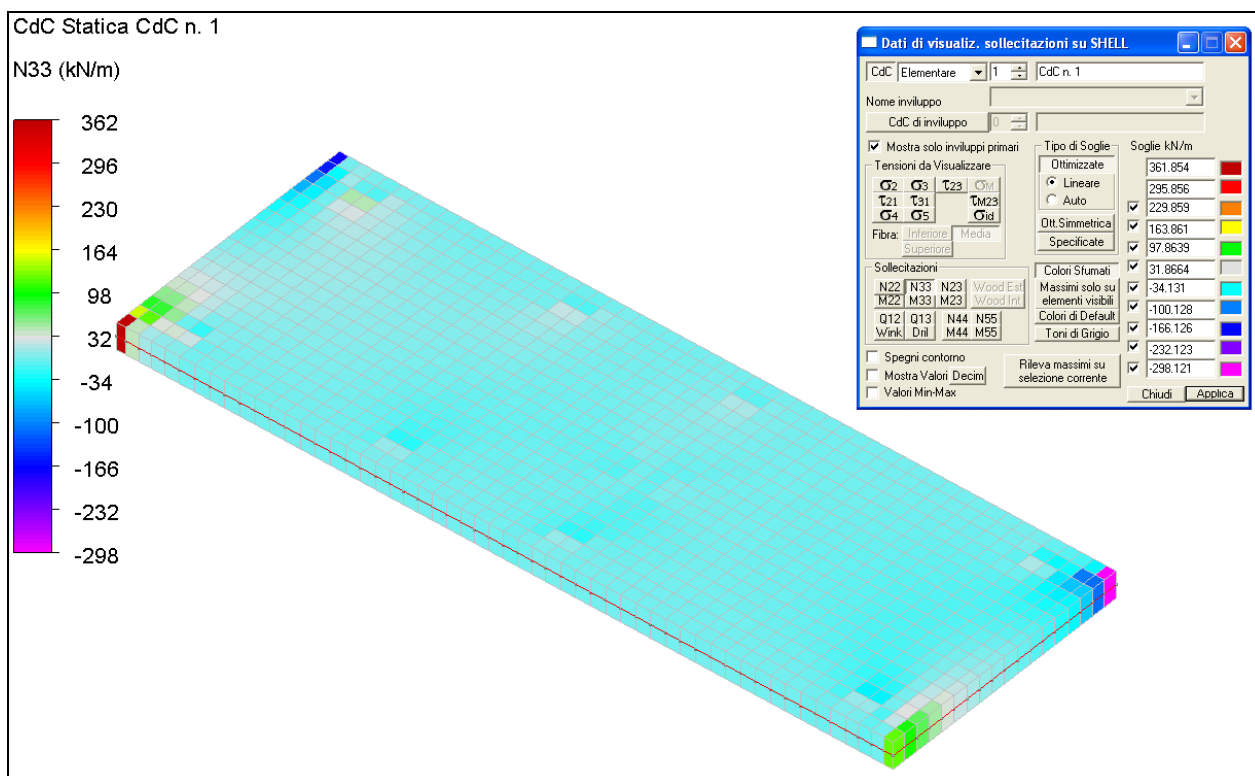 CdC Statica CdC n. 1
N33 (kN/m)
362
296
230
164
98
32
-34
-100
-166
-232
-298
Dati di visualiz. sollecitazioni su SHELL
CdC Elementare 1 CdC n. 1
Nome inviluppo
CdC di inviluppo 0
Mostra solo inviluppi primari
Tensioni da Visualizzare
σ2 σ3 τ23 σM
τ21 τ31 τM23
σ4 σ5 σid
Fibra: Inferiore Media
Superiore
Sollecitazioni
N22 N33 N23 Wood Est
M22 M33 M23 Wood Int
Q12 Q13 N44 N55
Wink Dril M44 M55
Spegni contorno
Mostra Valori Decim
Valori Min-Max
Tipo di Soglie
Ottimizzate
Lineare
Auto
Ott.Simmetrica
Specificate
Colori Sfumati
Massimi solo su
elementi visibili
Colori di Default
Toni di Grigio
Rileva massimi su
selezione corrente
Soglie kN/m
361.854
295.856
229.859
163.861
97.8639
31.8664
-34.131
-100.128
-166.126
-232.123
-298.121
Chiudi Applica